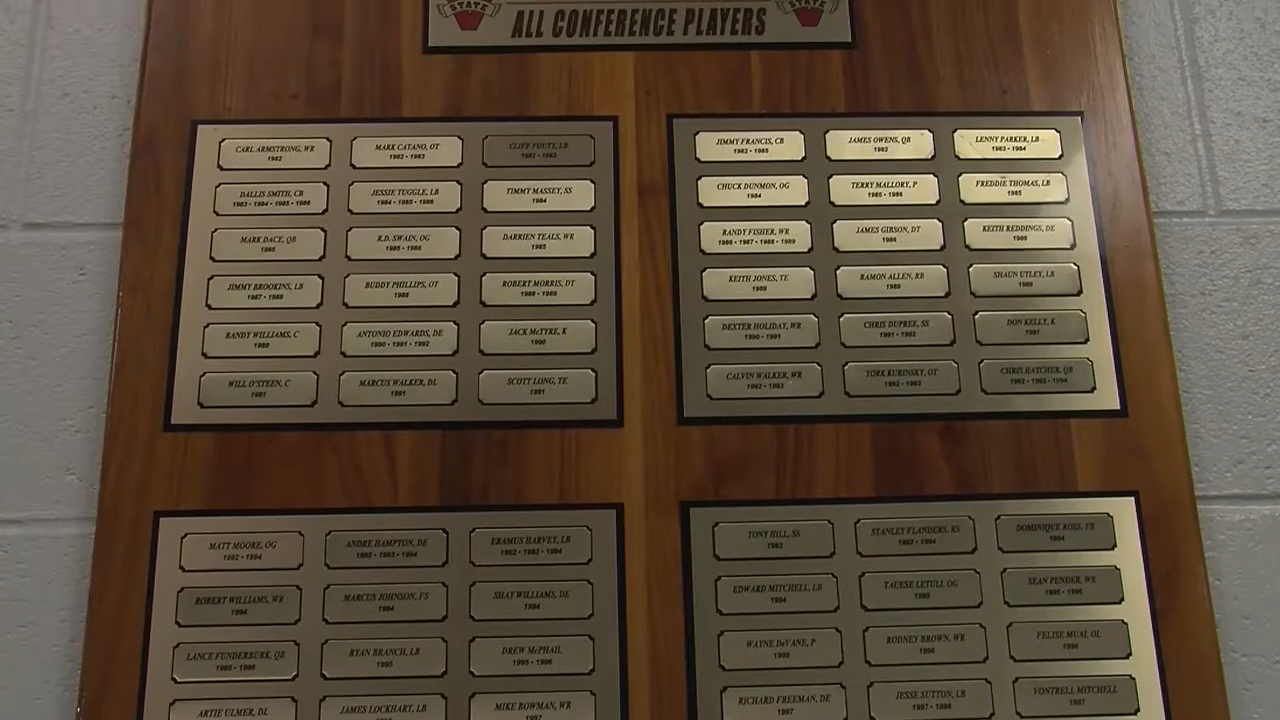 STATE
STATE
ALL CONFERENCE PLAYERS
CARL ARMSTRONG, WR
1982
MARK CATANO, OT
1982 • 1983
CLIFF FOUTY, LB
1982 • 1983
DALLIS SMITH, CB
1983 • 1984 • 1985 • 1986
JESSIE TUGGLE, LB
1984 • 1985 • 1986
TIMMY MASSEY, SS
1984
MARK DACE, QB
1985
R.D. SWAIN, OG
1985 • 1986
DARRIEN TEALS, WR
1985
JIMMY BROOKINS, LB
1987 • 1988
BUDDY PHILLIPS, OT
1988
ROBERT MORRIS, DT
1988 • 1989
RANDY WILLIAMS, C
1989
ANTONIO EDWARDS, DE
1990 • 1991 • 1992
JACK McTYRE, K
1990
WILL O'STEEN, C
1991
MARCUS WALKER, DL
1991
SCOTT LONG, TE
1991
JIMMY FRANCIS, CB
1982 • 1985
JAMES OWENS, QB
1982
LENNY PARKER, LB
1983 • 1984
CHUCK DUNMON, OG
1984
TERRY MALLORY, P
1985 • 1986
FREDDIE THOMAS, LB
1985
RANDY FISHER, WR
1986 • 1987 • 1988 • 1989
JAMES GIBSON, DT
1986
KEITH REDDINGS, DE
1986
KEITH JONES, TE
1989
RAMON ALLEN, RB
1989
SHAUN UTLEY, LB
1989
DEXTER HOLIDAY, WR
1990 • 1991
CHRIS DUPREE, SS
1991 • 1992
DON KELLY, K
1991
CALVIN WALKER, WR
1992 • 1993
YORK KURINSKY, OT
1992 • 1993
CHRIS HATCHER, QB
1992 • 1993 • 1994
MATT MOORE, OG
1992 • 1994
ANDRE HAMPTON, DE
1992 • 1993 • 1994
ERAMUS HARVEY, LB
1992 • 1993 • 1994
ROBERT WILLIAMS, WR
1994
MARCUS JOHNSON, FS
1994
SHAY WILLIAMS, DE
1994
LANCE FUNDERBURK, QB
1995 • 1996
RYAN BRANCH, LB
1995
DREW McPHAIL
1995 • 1996
ARTIE ULMER, DL
JAMES LOCKHART, LB
MIKE BOWMAN, WR
1997
TONY HILL, SS
1993
STANLEY FLANDERS, RS
1993 • 1994
DOMINIQUE ROSS, FB
1994
EDWARD MITCHELL, LB
1994
TAUESE LETULI, OG
1995
SEAN PENDER, WR
1995 • 1996
WAYNE DeVANE, P
1995
RODNEY BROWN, WR
1996
FELISE MUAI, OL
1996
RICHARD FREEMAN, DE
1997
JESSE SUTTON, LB
1997 • 1998
VONTRELL MITCHELL
1997